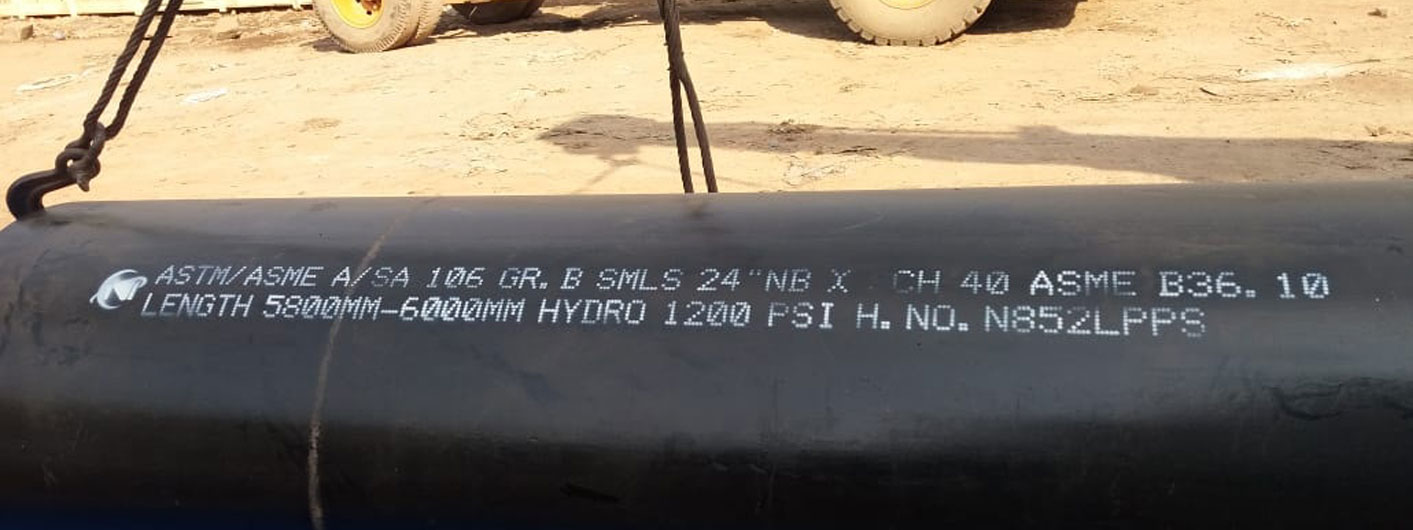 ASTM/ASME A/SA 106 GR. B SMLS 24"NB X CH 40 ASME B36. 10
LENGTH 5800MM-6000MM HYDRO 1200 PSI H. NO. N852LPPS